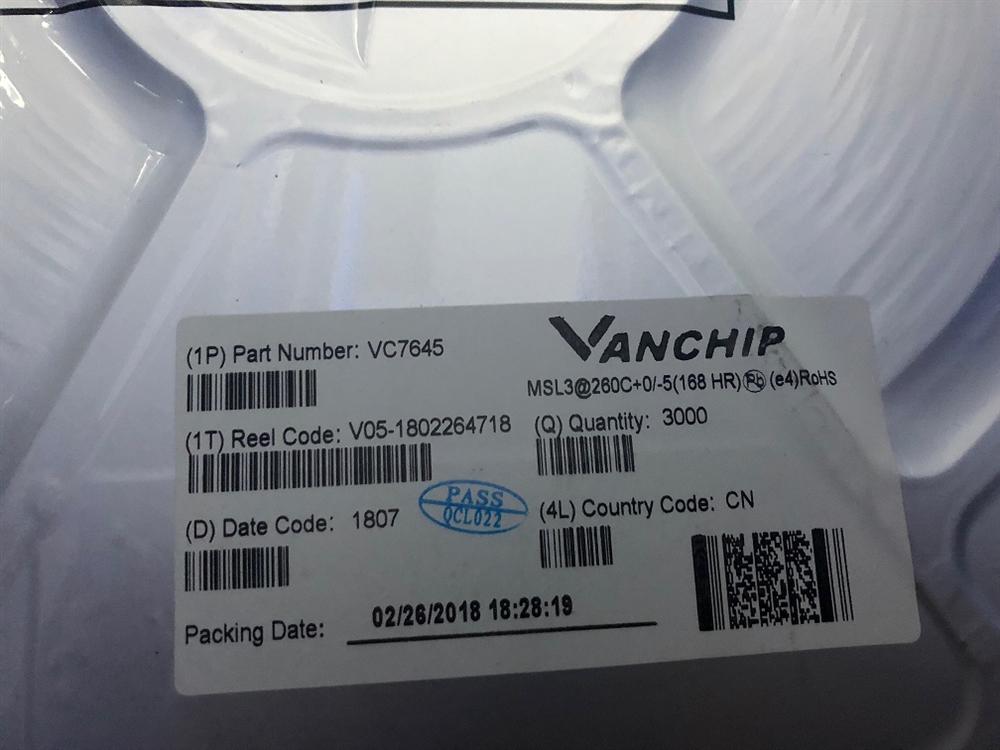 (1P) Part Number: VC7645
VANCHIP
MSL3@260C+0/-5(168 HR) Pb (e4)RoHS
(1T) Reel Code: V05-1802264718
(Q) Quantity: 3000
PASS
QCL022
(D) Date Code: 1807
(4L) Country Code: CN
Packing Date: 02/26/2018 18:28:19